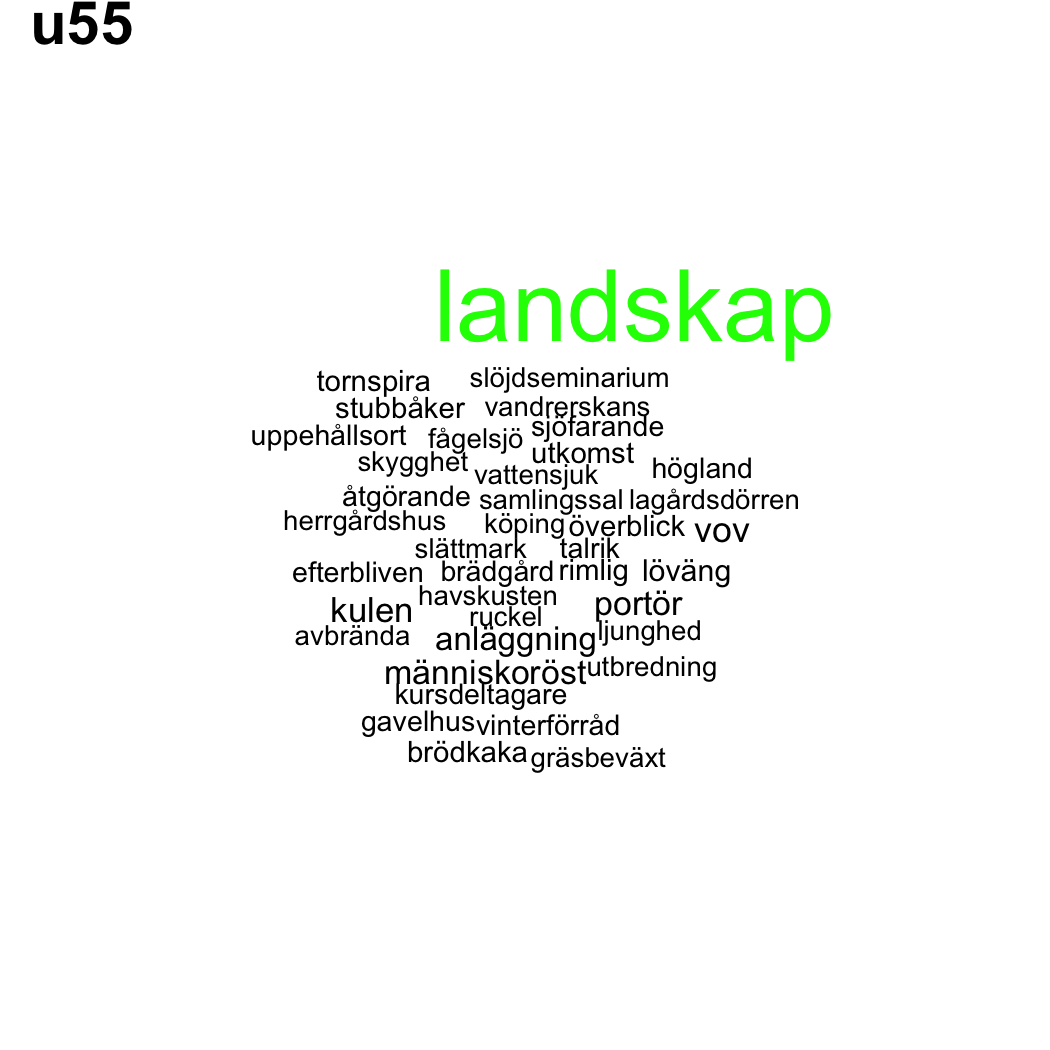 u55
landskap
tornspira slöjdseminarium
stubbåker vandrerskans
uppehållsort fågelsjö sjöfarande
skygghet vattensjuk utkomst högland
åtgörande samlingssal lagårdsdörren
herrgårdshus köping överblick vov
slättmark talrik
efterbliven brädgård rimlig löväng
kulen havskusten portör
avbrända ruckel ljunghed
anläggning
människoröst utbredning
kursdeltagare
gavelhus vinterförråd
brödkaka gräsbeväxt